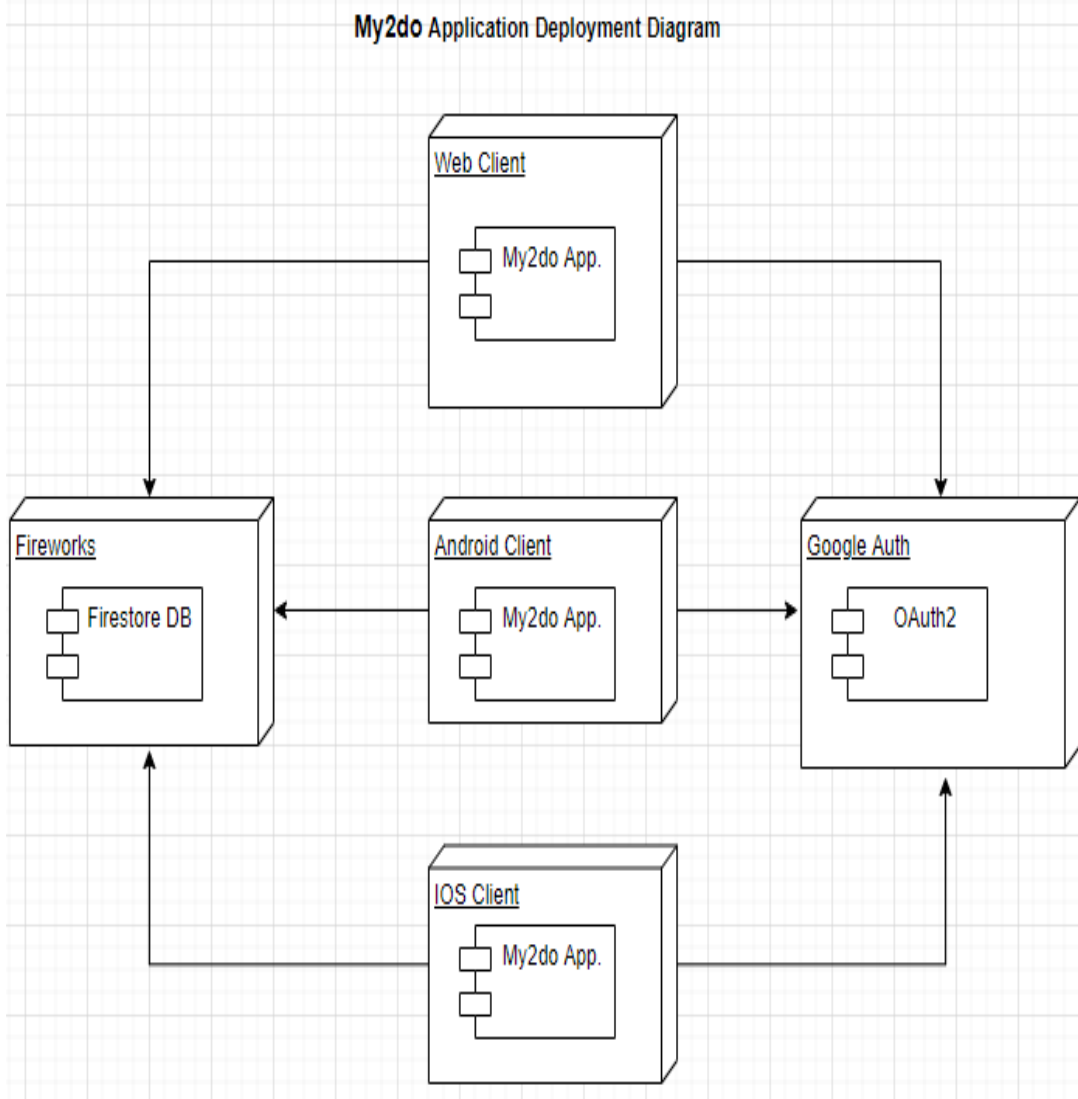 My2do Application Deployment Diagram
Web Client
My2do App.
Fireworks
Firestore DB
Android Client
My2do App.
Google Auth
OAuth2
IOS Client
My2do App.